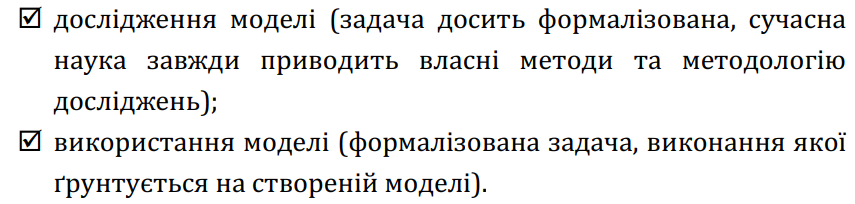 ☑ дослідження моделі (задача досить формалізована, сучасна
наука завжди приводить власні методи та методологію
досліджень);
☑ використання моделі (формалізована задача, виконання якої
ґрунтується на створеній моделі).